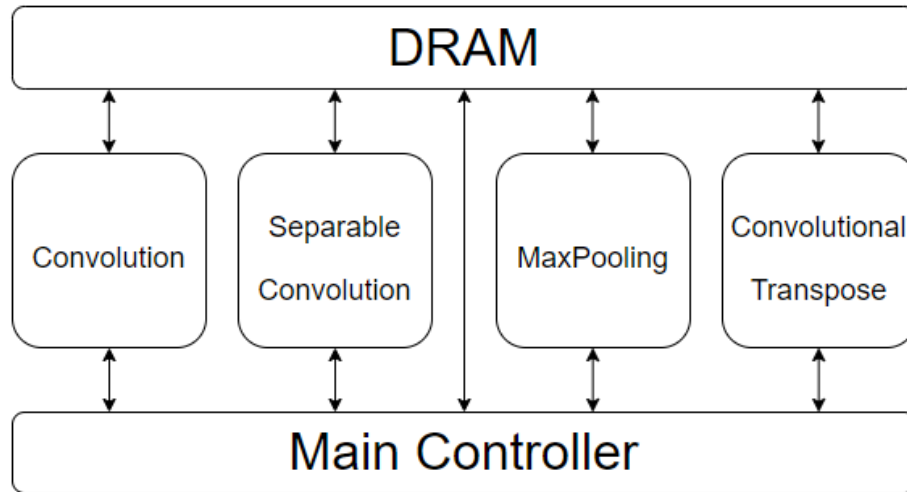 DRAM
Convolution
Separable
Convolution
MaxPooling
Convolutional
Transpose
Main Controller